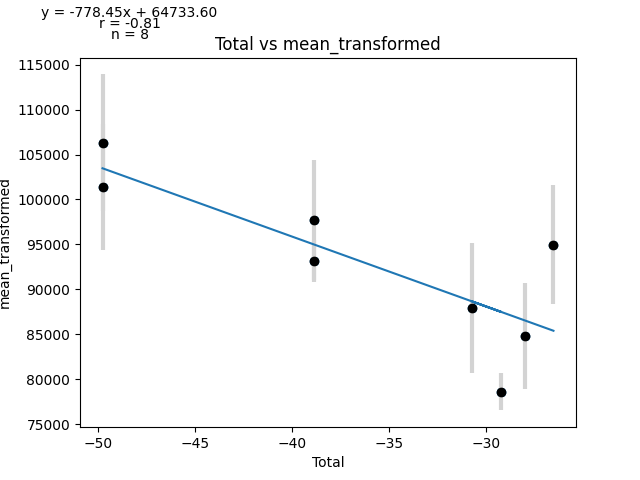 y = -778.45x + 64733.60
r = -0.81
n = 8
Total vs mean_transformed
115000
110000
105000
100000
95000
90000
85000
80000
75000
mean_transformed
−50
−45
−40
−35
−30
Total